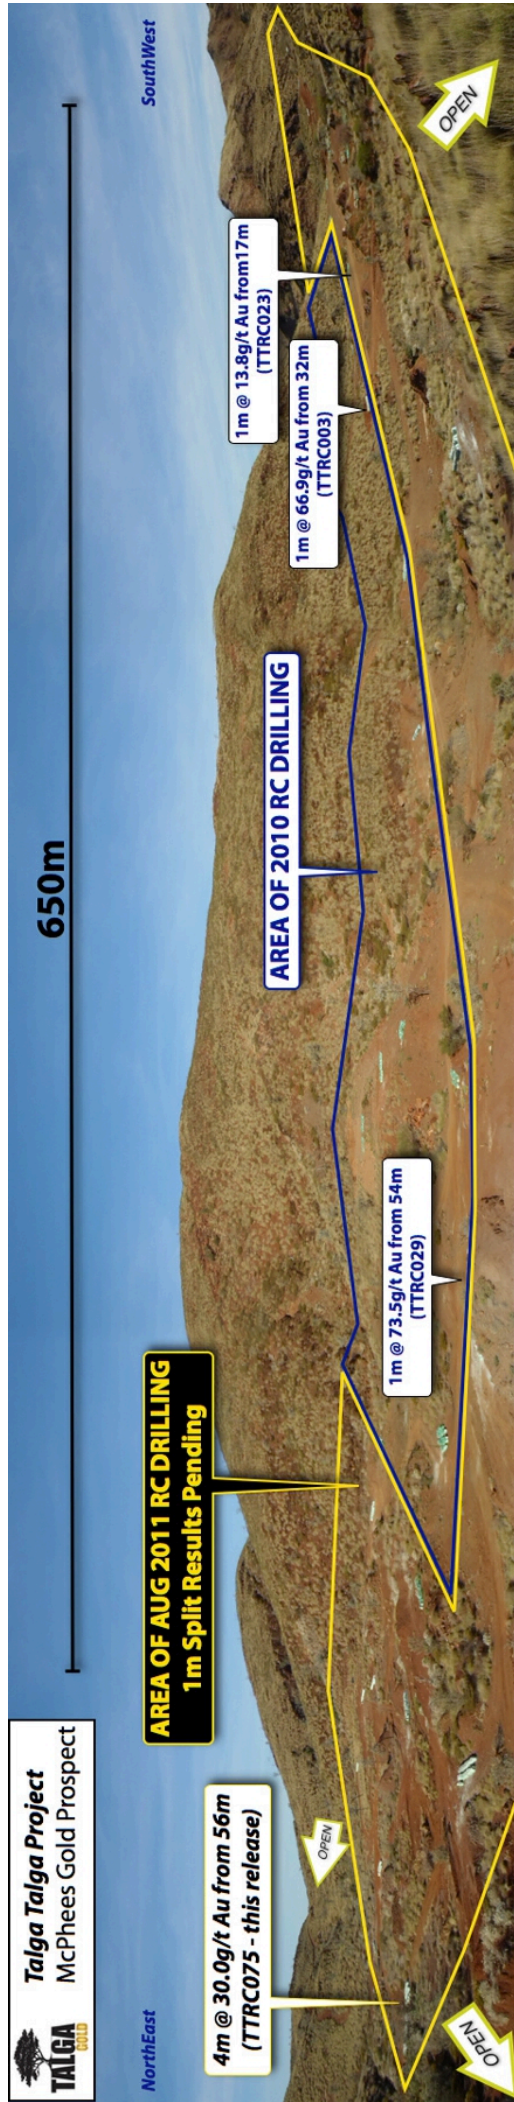 TALGA
GOLD
Talga Talga Project
McPhees Gold Prospect
650m
NorthEast
SouthWest
4m @ 30.0g/t Au from 56m
(TTRC075 - this release)
AREA OF AUG 2011 RC DRILLING
1m Split Results Pending
AREA OF 2010 RC DRILLING
1m @ 13.8g/t Au from17m
(TTRC023)
1m @ 66.9g/t Au from 32m
(TTRC003)
1m @ 73.5g/t Au from 54m
(TTRC029)
OPEN
OPEN
OPEN